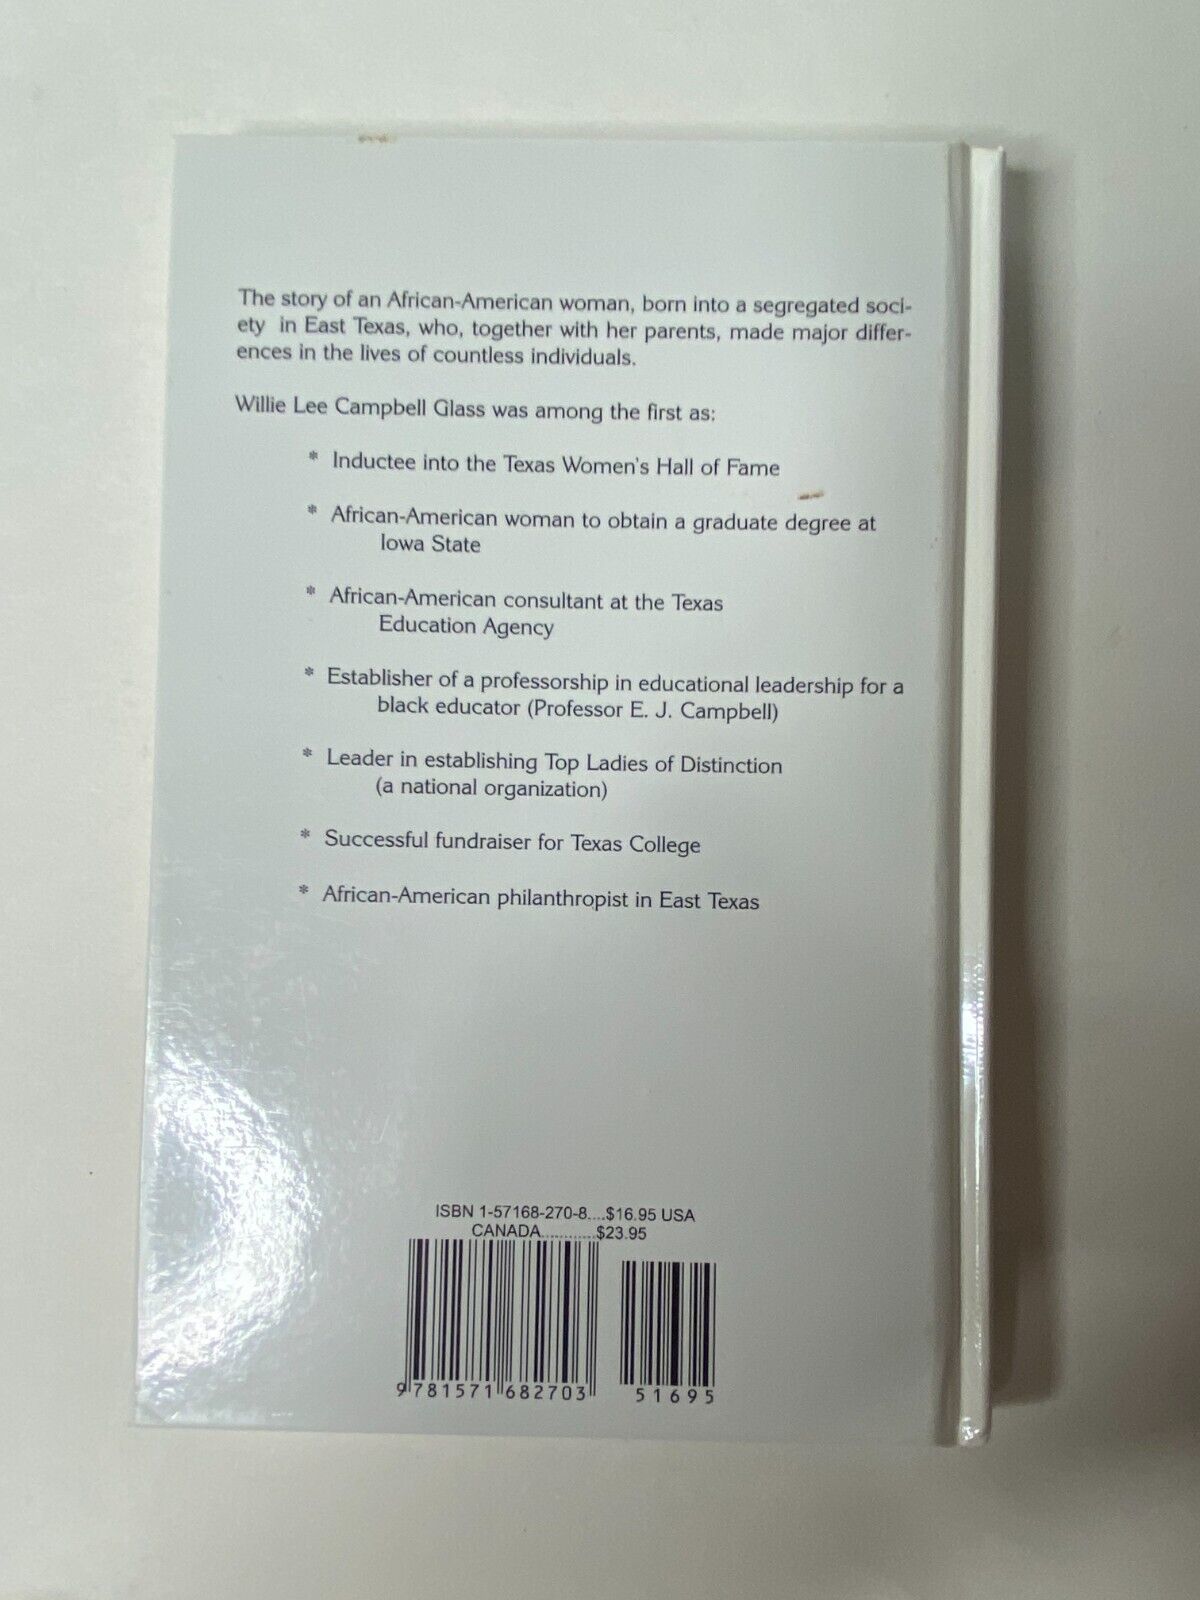 The story of an African-American woman, born into a segregated soci-
ety in East Texas, who, together with her parents, made major differ-
ences in the lives of countless individuals.
Willie Lee Campbell Glass was among the first as:
* Inductee into the Texas Women's Hall of Fame
* African-American woman to obtain a graduate degree at
Iowa State
* African-American consultant at the Texas
Education Agency
* Establisher of a professorship in educational leadership for a
black educator (Professor E. J. Campbell)
* Leader in establishing Top Ladies of Distinction
(a national organization)
* Successful fundraiser for Texas College
* African-American philanthropist in East Texas
ISBN 1-57168-270-8....$16.95 USA
CANADA............$23.95
9 781571 682703
51695